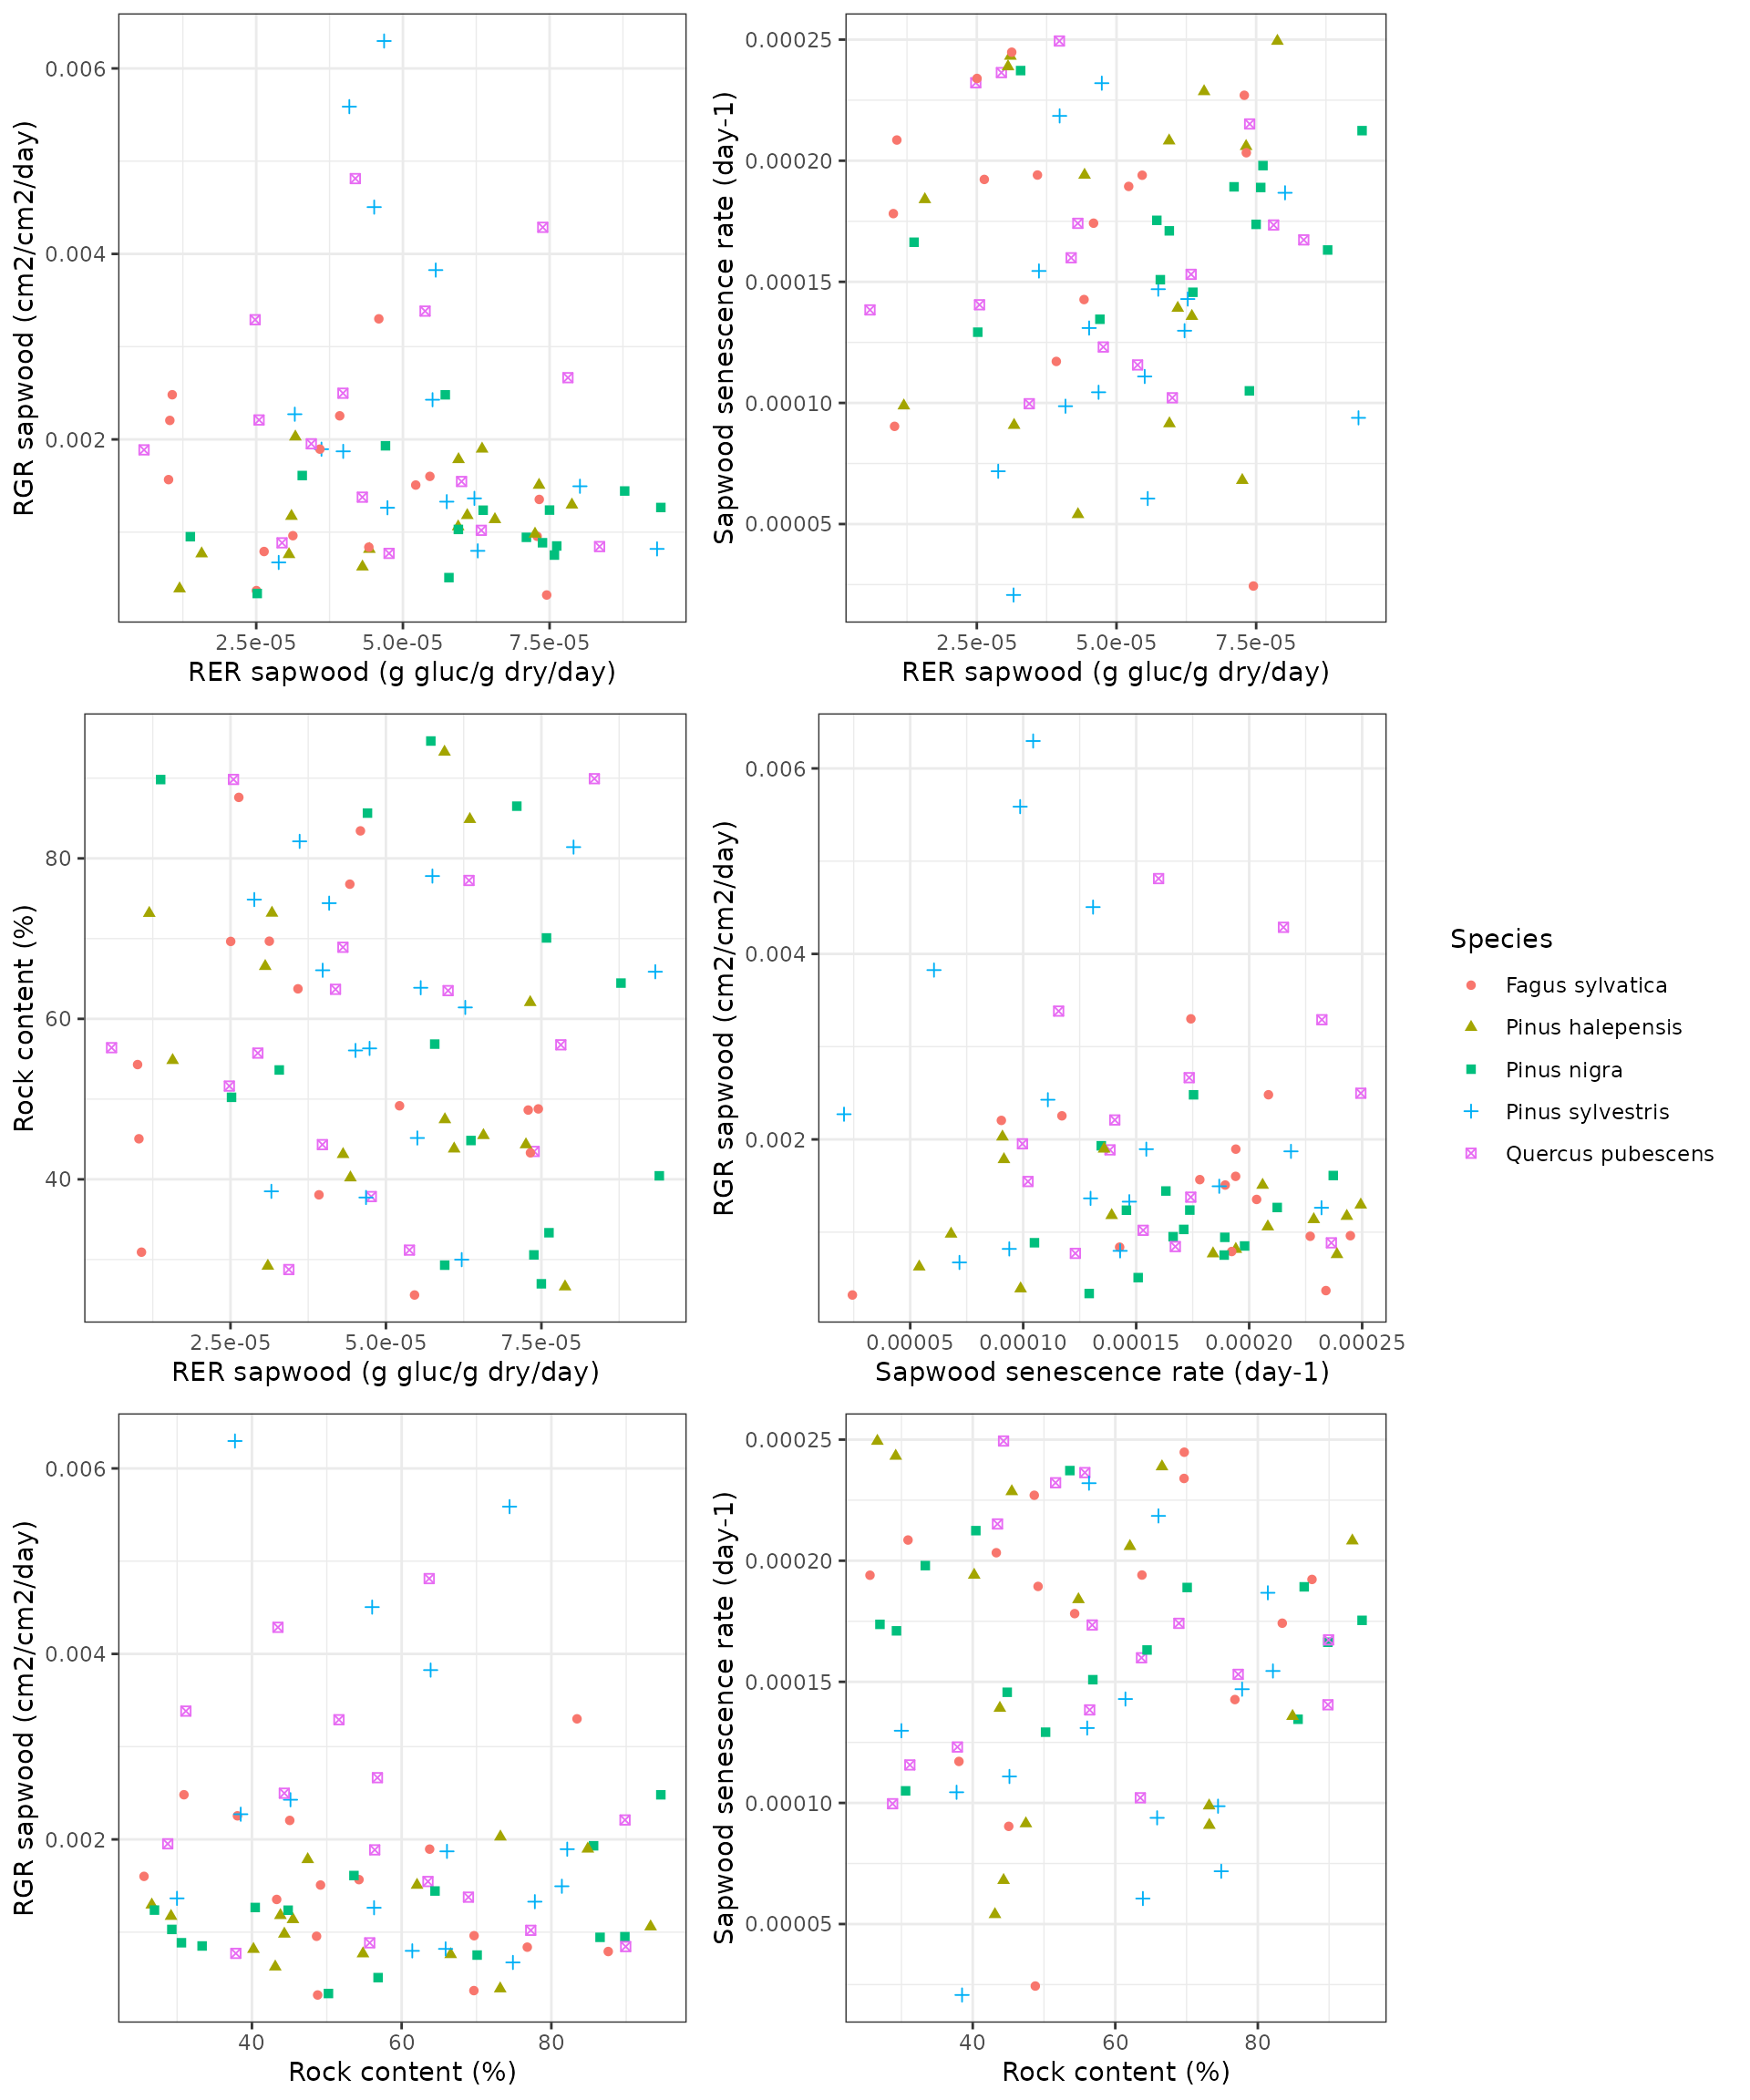 RGR sapwood (cm2/cm2/day)
0.006
0.004
0.002
2.5e-05 5.0e-05 7.5e-05
RER sapwood (g gluc/g dry/day)
Sapwood senescence rate (day-1)
0.00025
0.00020
0.00015
0.00010
0.00005
2.5e-05 5.0e-05 7.5e-05
RER sapwood (g gluc/g dry/day)
Rock content (%)
80
60
40
2.5e-05 5.0e-05 7.5e-05
RER sapwood (g gluc/g dry/day)
RGR sapwood (cm2/cm2/day)
0.006
0.004
0.002
0.00005 0.00010 0.00015 0.00020 0.00025
Sapwood senescence rate (day-1)
Species
Fagus sylvatica
Pinus halepensis
Pinus nigra
Pinus sylvestris
Quercus pubescens
RGR sapwood (cm2/cm2/day)
0.006
0.004
0.002
40 60 80
Rock content (%)
Sapwood senescence rate (day-1)
0.00025
0.00020
0.00015
0.00010
0.00005
40 60 80
Rock content (%)